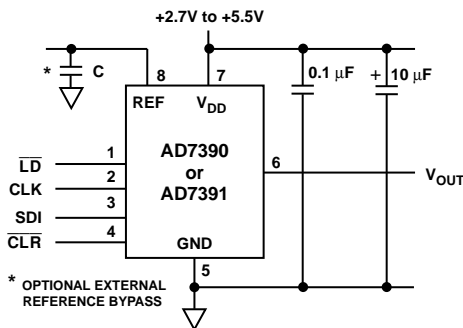 +2.7V to +5.5V
* C
8
7
0.1 µF
+ 10 µF
REF
VDD
LD
1
AD7390
or
AD7391
CLK
2
6
VOUT
SDI
3
CLR
4
GND
5
* OPTIONAL EXTERNAL
REFERENCE BYPASS